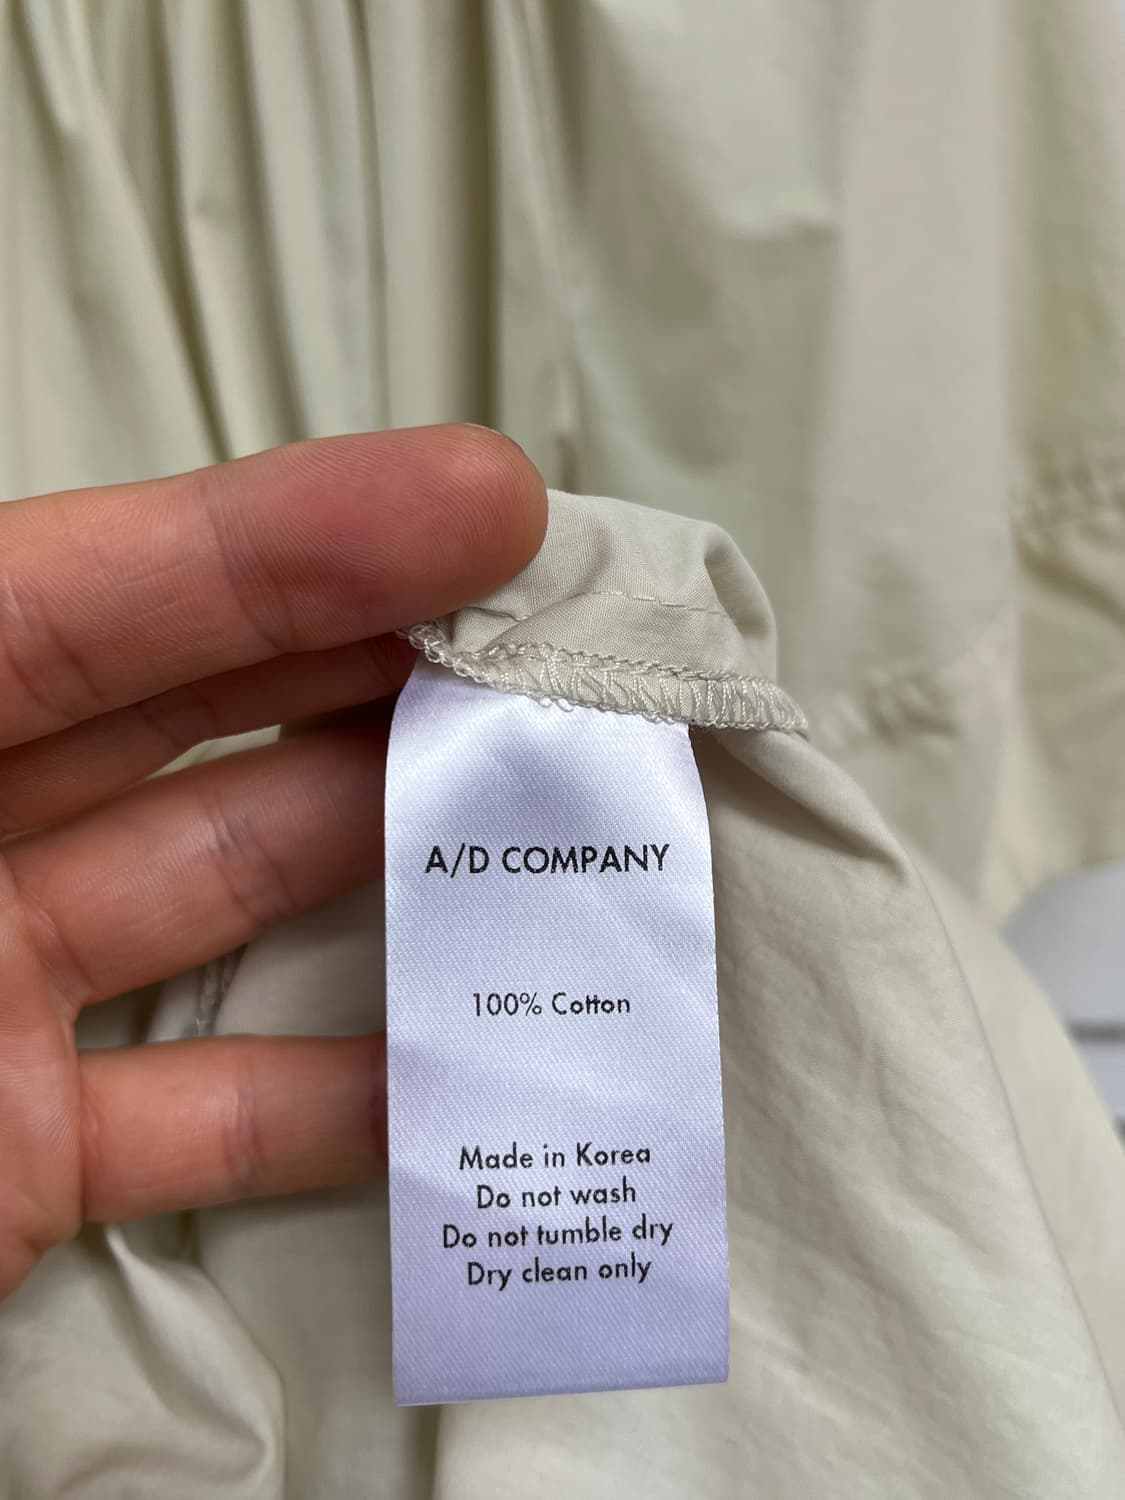 A/D COMPANY
100% Cotton
Made in Korea
Do not wash
Do not tumble dry
Dry clean only